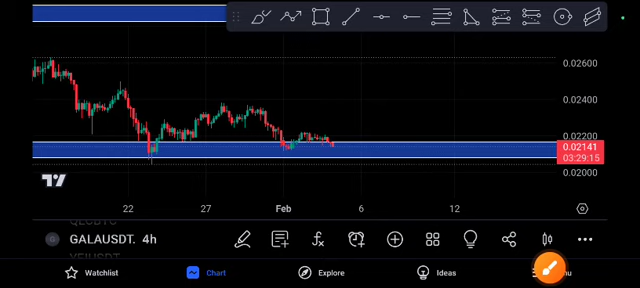 0.02600
0.02400
0.02200
0.02141
03:29:15
0.02000
22 27 Feb 6 12
GALAUSDT. 4h
Watchlist Chart Explore Ideas